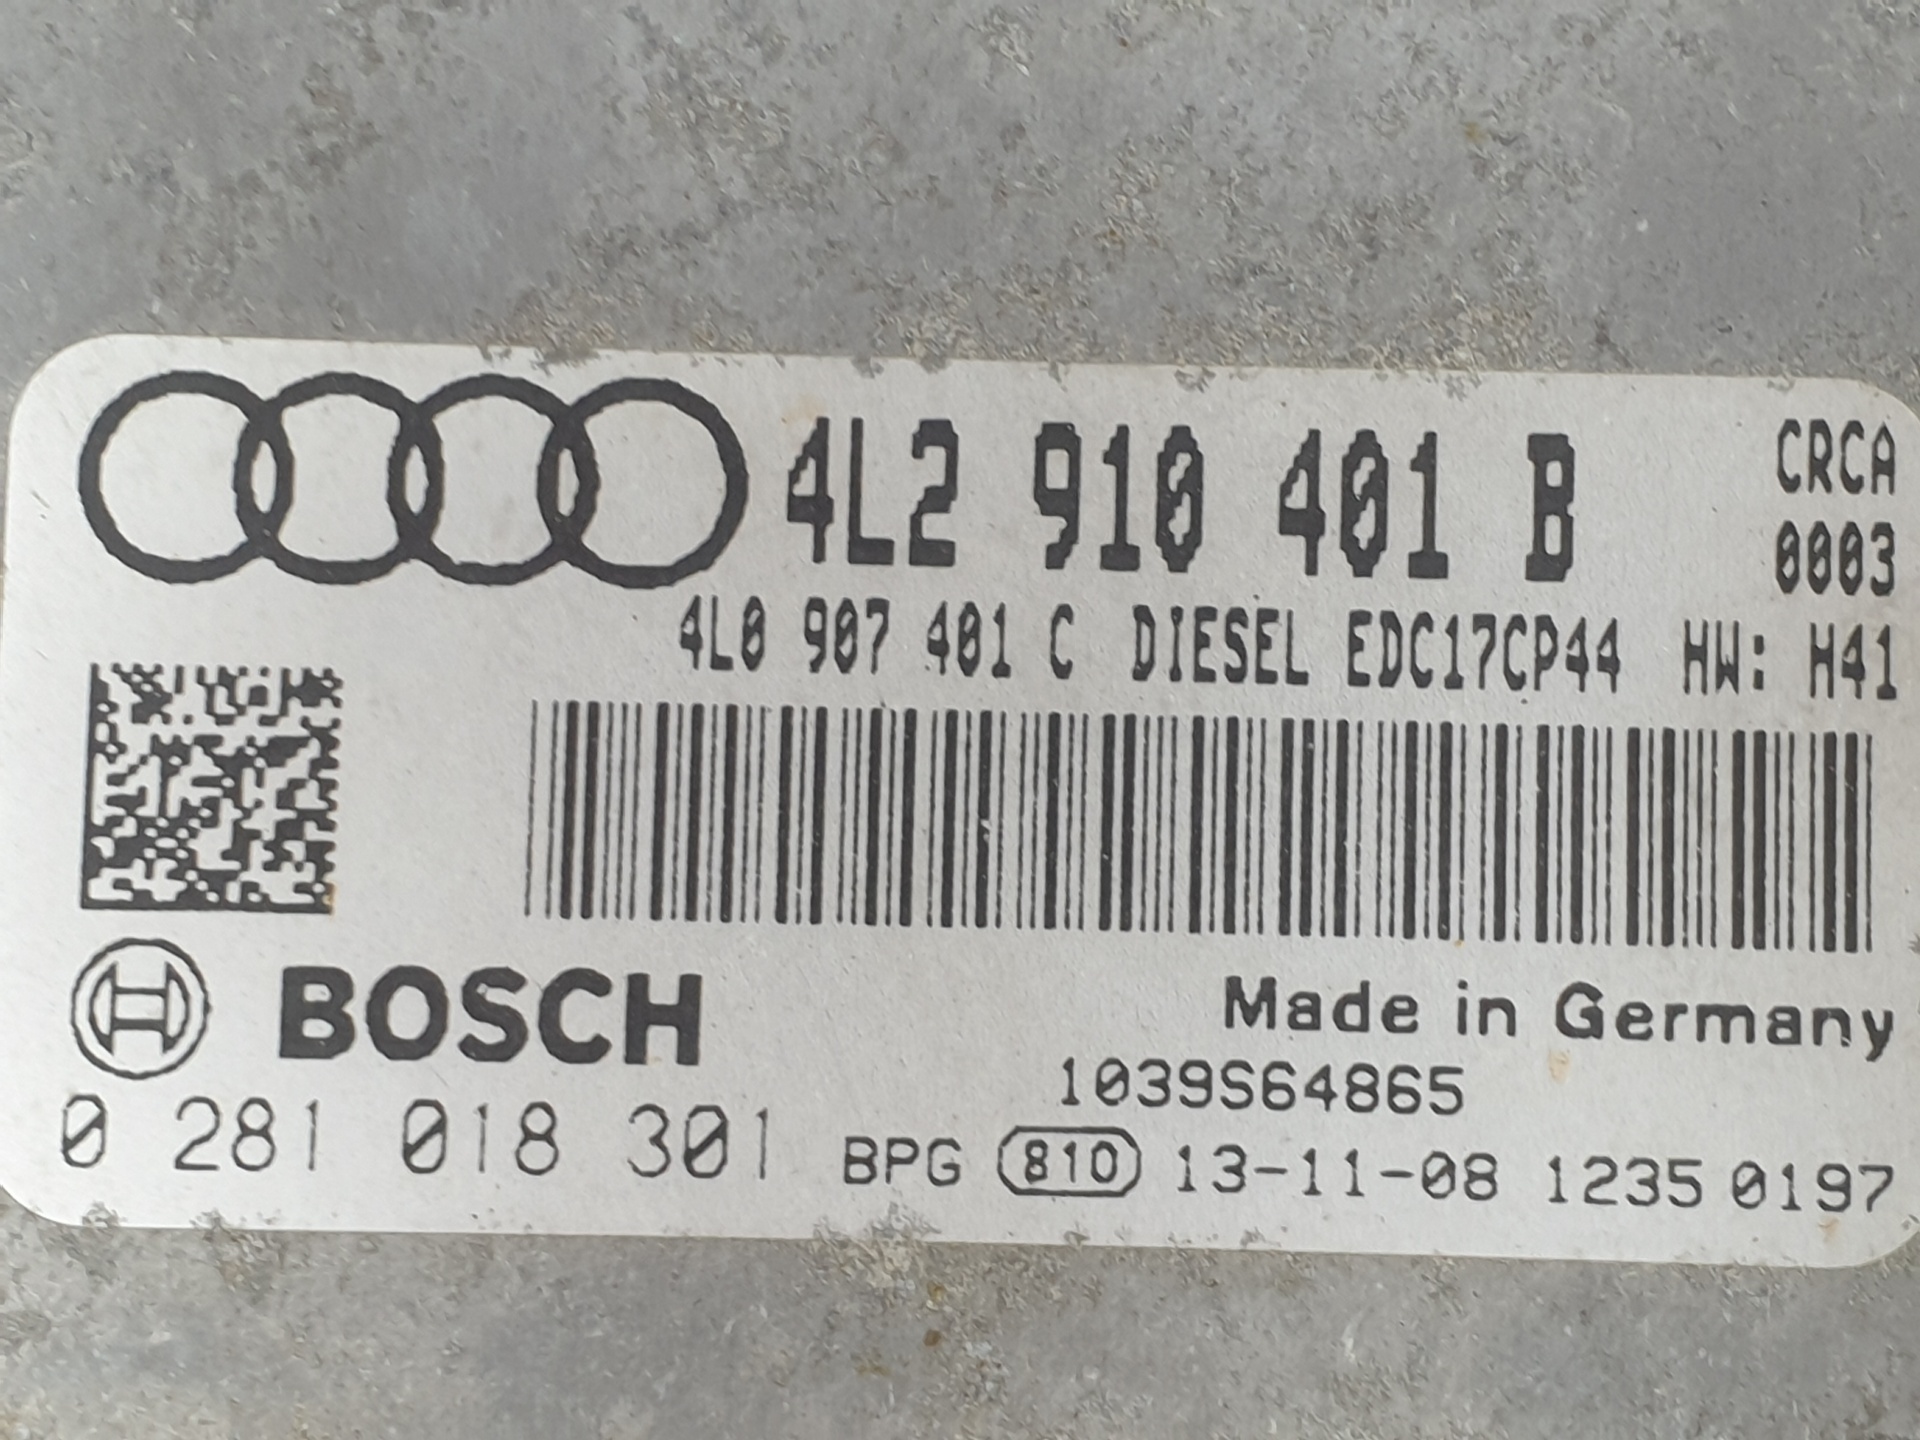 4L2 910 401 B CRCA
0003
4L0 907 401 C DIESEL EDC17CP44 HW: H41
BOSCH
Made in Germany
1039S64865
0 281 018 301 BPG 810 13-11-08 1235 0197